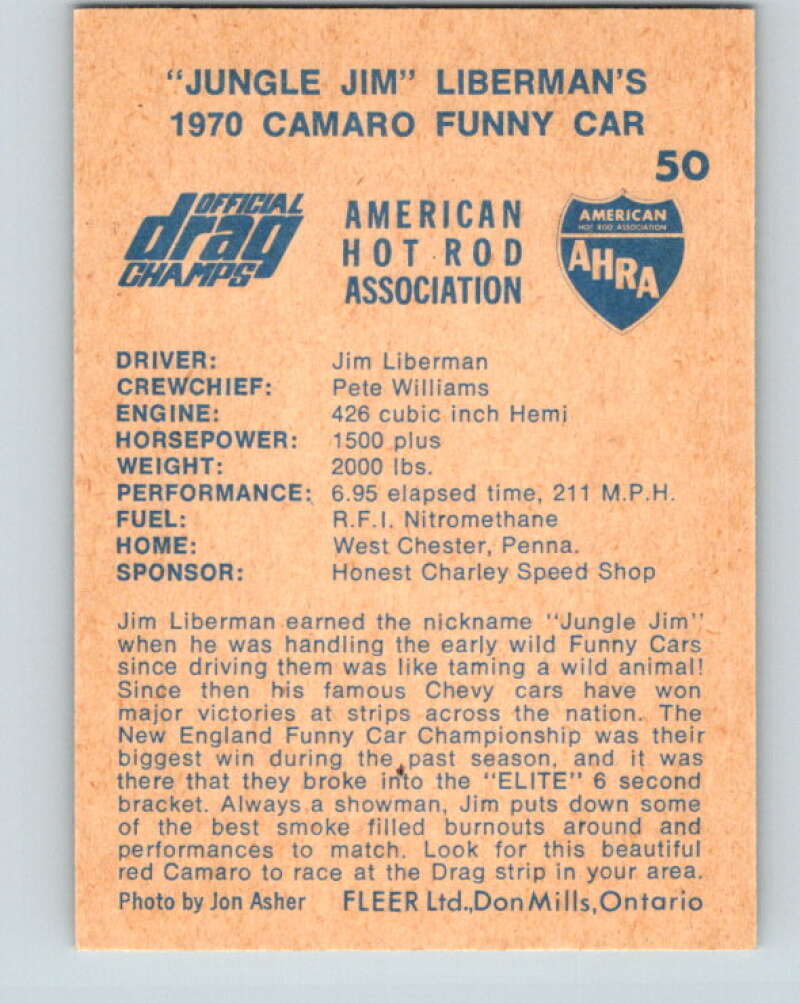 “JUNGLE JIM” LIBERMAN'S
1970 CAMARO FUNNY CAR
50
OFFICIAL
drag
CHAMPS
AMERICAN
HOT ROD
ASSOCIATION
AMERICAN
HOT ROD ASSOCIATION
AHRA
DRIVER: Jim Liberman
CREWCHIEF: Pete Williams
ENGINE: 426 cubic inch Hemi
HORSEPOWER: 1500 plus
WEIGHT: 2000 lbs.
PERFORMANCE: 6.95 elapsed time, 211 M.P.H.
FUEL: R.F.I. Nitromethane
HOME: West Chester, Penna.
SPONSOR: Honest Charley Speed Shop
Jim Liberman earned the nickname “Jungle Jim”
when he was handling the early wild Funny Cars
since driving them was like taming a wild animal!
Since then his famous Chevy cars have won
major victories at strips across the nation. The
New England Funny Car Championship was their
biggest win during the past season, and it was
there that they broke into the “ELITE” 6 second
bracket. Always a showman, Jim puts down some
of the best smoke filled burnouts around and
performances to match. Look for this beautiful
red Camaro to race at the Drag strip in your area.
Photo by Jon Asher FLEER Ltd., Don Mills, Ontario